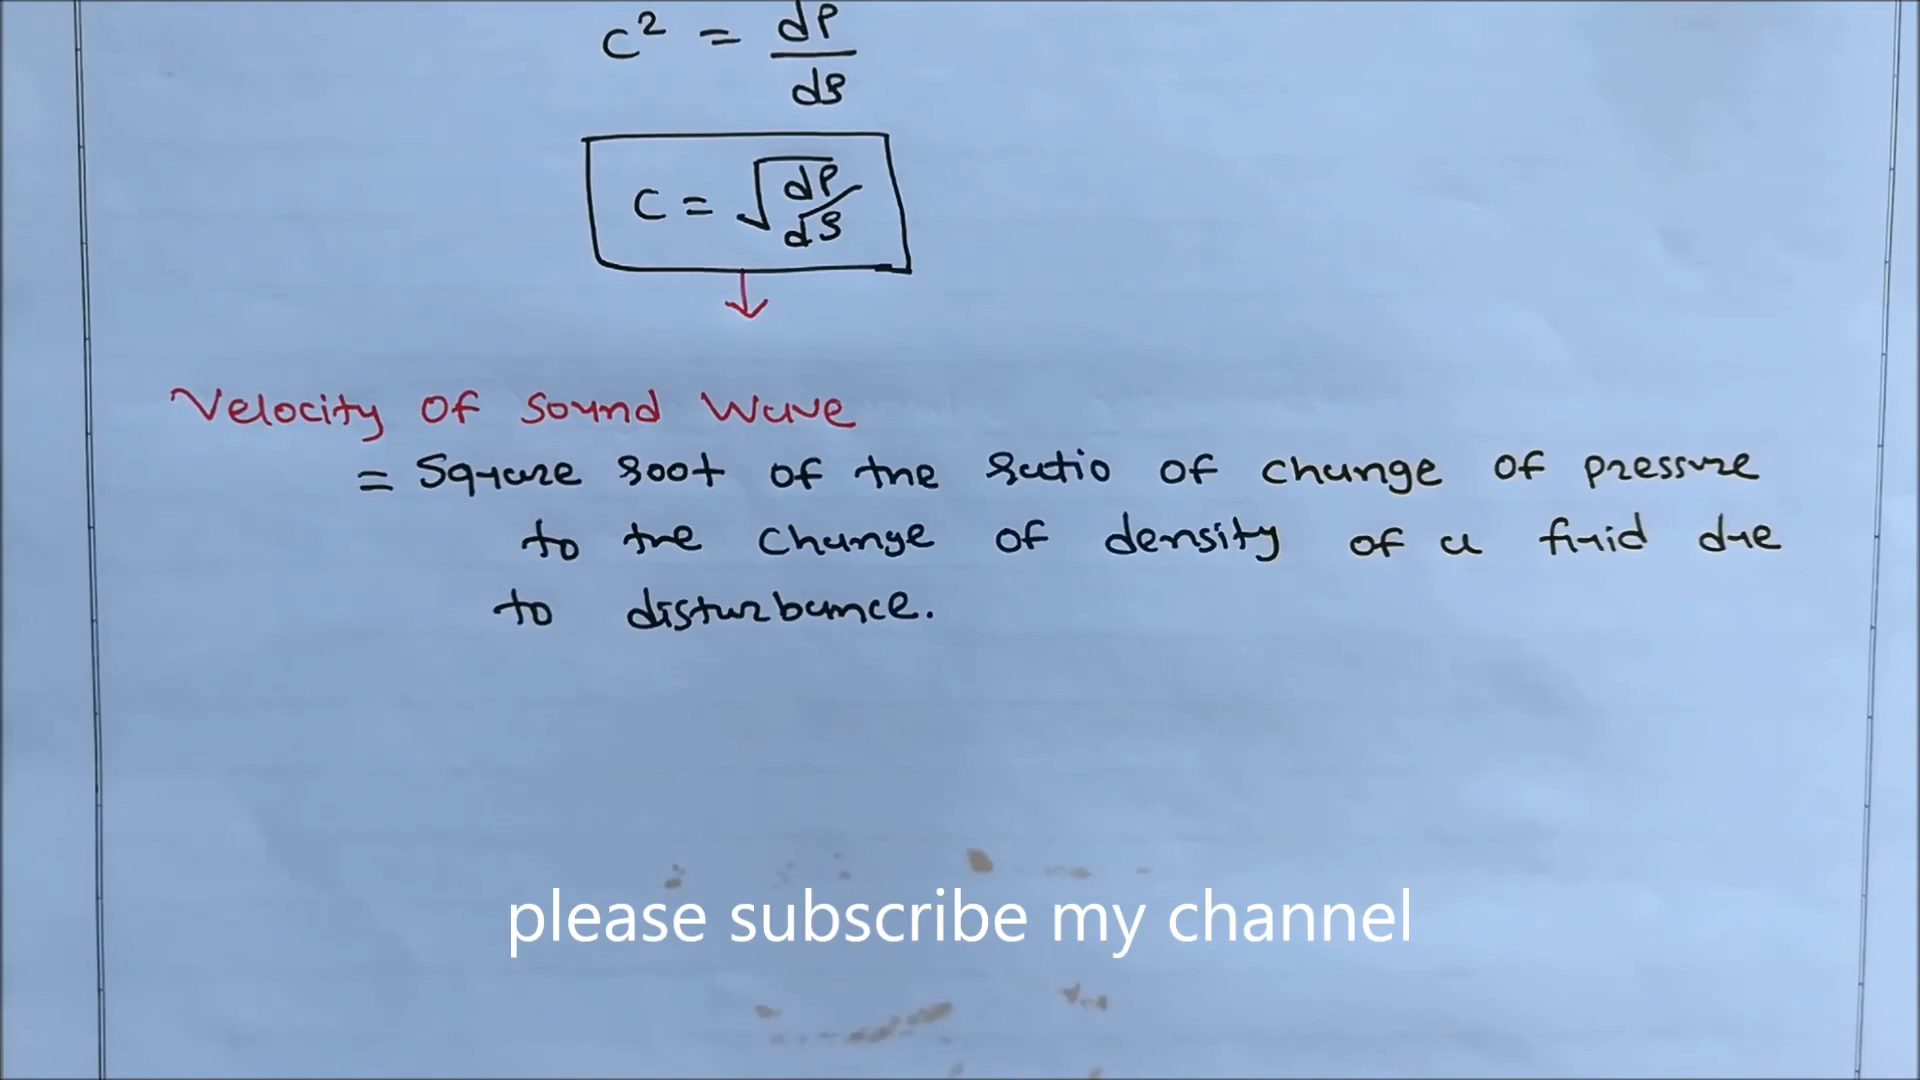 C² = dP/dρ
C = √dP/dρ
Velocity of sound wave
= Square root of the ratio of change of pressure
to the change of density of a fluid due
to disturbance.
please subscribe my channel